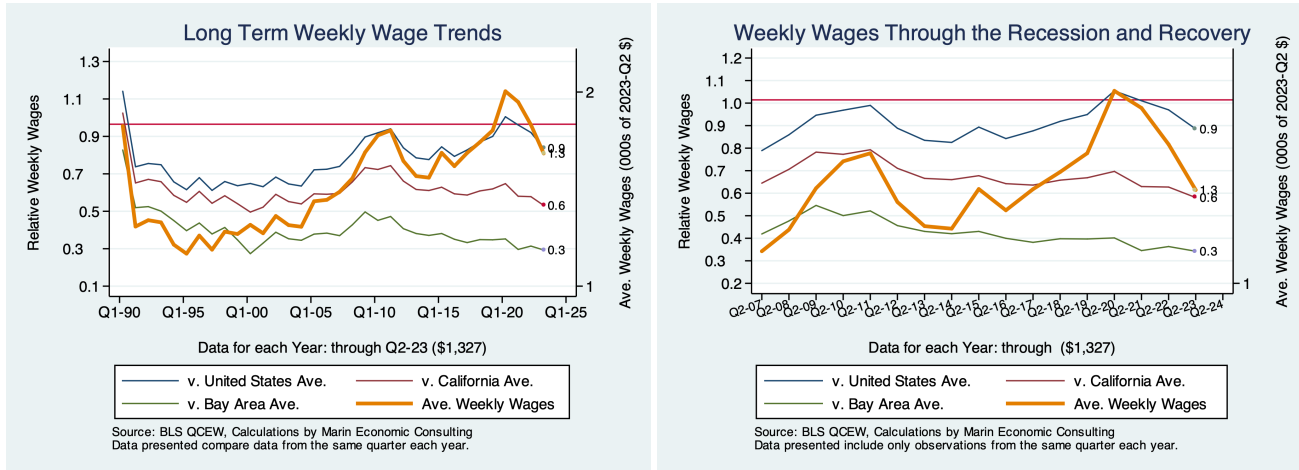 Long Term Weekly Wage Trends
Relative Weekly Wages
1.3
1.1
0.9
0.7
0.5
0.3
0.1
2
1
Ave. Weekly Wages (000s of 2023-Q2 $)
0.9
1.3
0.6
0.3
Q1-90 Q1-95 Q1-00 Q1-05 Q1-10 Q1-15 Q1-20 Q1-25
Data for each Year: through Q2-23 ($1,327)
v. United States Ave. v. California Ave.
v. Bay Area Ave. Ave. Weekly Wages
Source: BLS QCEW, Calculations by Marin Economic Consulting
Data presented compare data from the same quarter each year.
Weekly Wages Through the Recession and Recovery
Relative Weekly Wages
1.2
1.1
1.0
0.9
0.8
0.7
0.6
0.5
0.4
0.3
0.2
1
Ave. Weekly Wages (000s of 2023-Q2 $)
0.9
1.3
0.6
0.3
Q2-07 Q2-08 Q2-09 Q2-10 Q2-11 Q2-12 Q2-13 Q2-14 Q2-15 Q2-16 Q2-17 Q2-18 Q2-19 Q2-20 Q2-21 Q2-22 Q2-23 Q2-24
Data for each Year: through ($1,327)
v. United States Ave. v. California Ave.
v. Bay Area Ave. Ave. Weekly Wages
Source: BLS QCEW, Calculations by Marin Economic Consulting
Data presented include only observations from the same quarter each year.